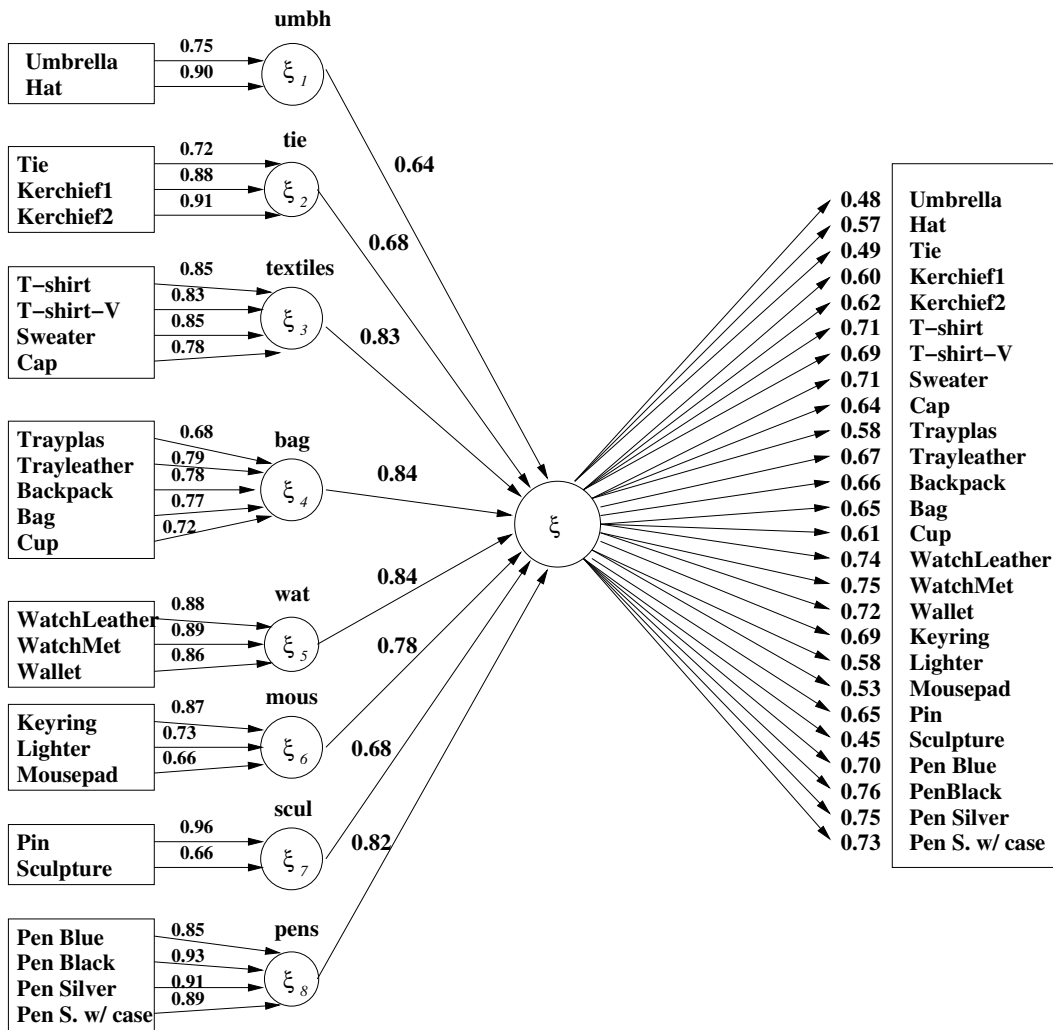 umbh
Umbrella
Hat
0.75
0.90
ξ 1
tie
Tie
Kerchief1
Kerchief2
0.72
0.88
0.91
ξ 2
textiles
T−shirt
T−shirt−V
Sweater
Cap
0.85
0.83
0.85
0.78
ξ 3
bag
Trayplas
Trayleather
Backpack
Bag
Cup
0.68
0.79
0.78
0.77
0.72
ξ 4
wat
WatchLeather
WatchMet
Wallet
0.88
0.89
0.86
ξ 5
mous
Keyring
Lighter
Mousepad
0.87
0.73
0.66
ξ 6
scul
Pin
Sculpture
0.96
0.66
ξ 7
pens
Pen Blue
Pen Black
Pen Silver
Pen S. w/ case
0.85
0.93
0.91
0.89
ξ 8
0.64
0.68
0.83
0.84
0.84
0.78
0.68
0.82
ξ
0.48 Umbrella
0.57 Hat
0.49 Tie
0.60 Kerchief1
0.62 Kerchief2
0.71 T−shirt
0.69 T−shirt−V
0.71 Sweater
0.64 Cap
0.58 Trayplas
0.67 Trayleather
0.66 Backpack
0.65 Bag
0.61 Cup
0.74 WatchLeather
0.75 WatchMet
0.72 Wallet
0.69 Keyring
0.58 Lighter
0.53 Mousepad
0.65 Pin
0.45 Sculpture
0.70 Pen Blue
0.76 PenBlack
0.75 Pen Silver
0.73 Pen S. w/ case